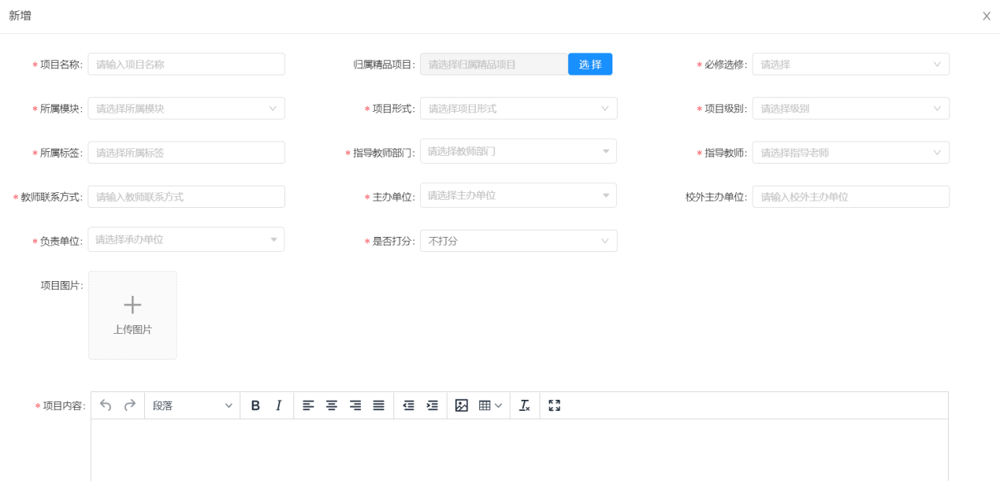 新增
* 项目名称: 请输入项目名称 归属精品项目: 请选择归属精品项目 选 择 * 必修选修: 请选择
* 所属模块: 请选择所属模块 * 项目形式: 请选择项目形式 * 项目级别: 请选择级别
* 所属标签: 请选择所属标签 * 指导教师部门: 请选择教师部门 * 指导教师: 请选择指导老师
* 教师联系方式: 请输入教师联系方式 * 主办单位: 请选择主办单位 校外主办单位: 请输入校外主办单位
* 负责单位: 请选择承办单位 * 是否打分: 不打分
项目图片:
上传图片
* 项目内容: 段落 B I